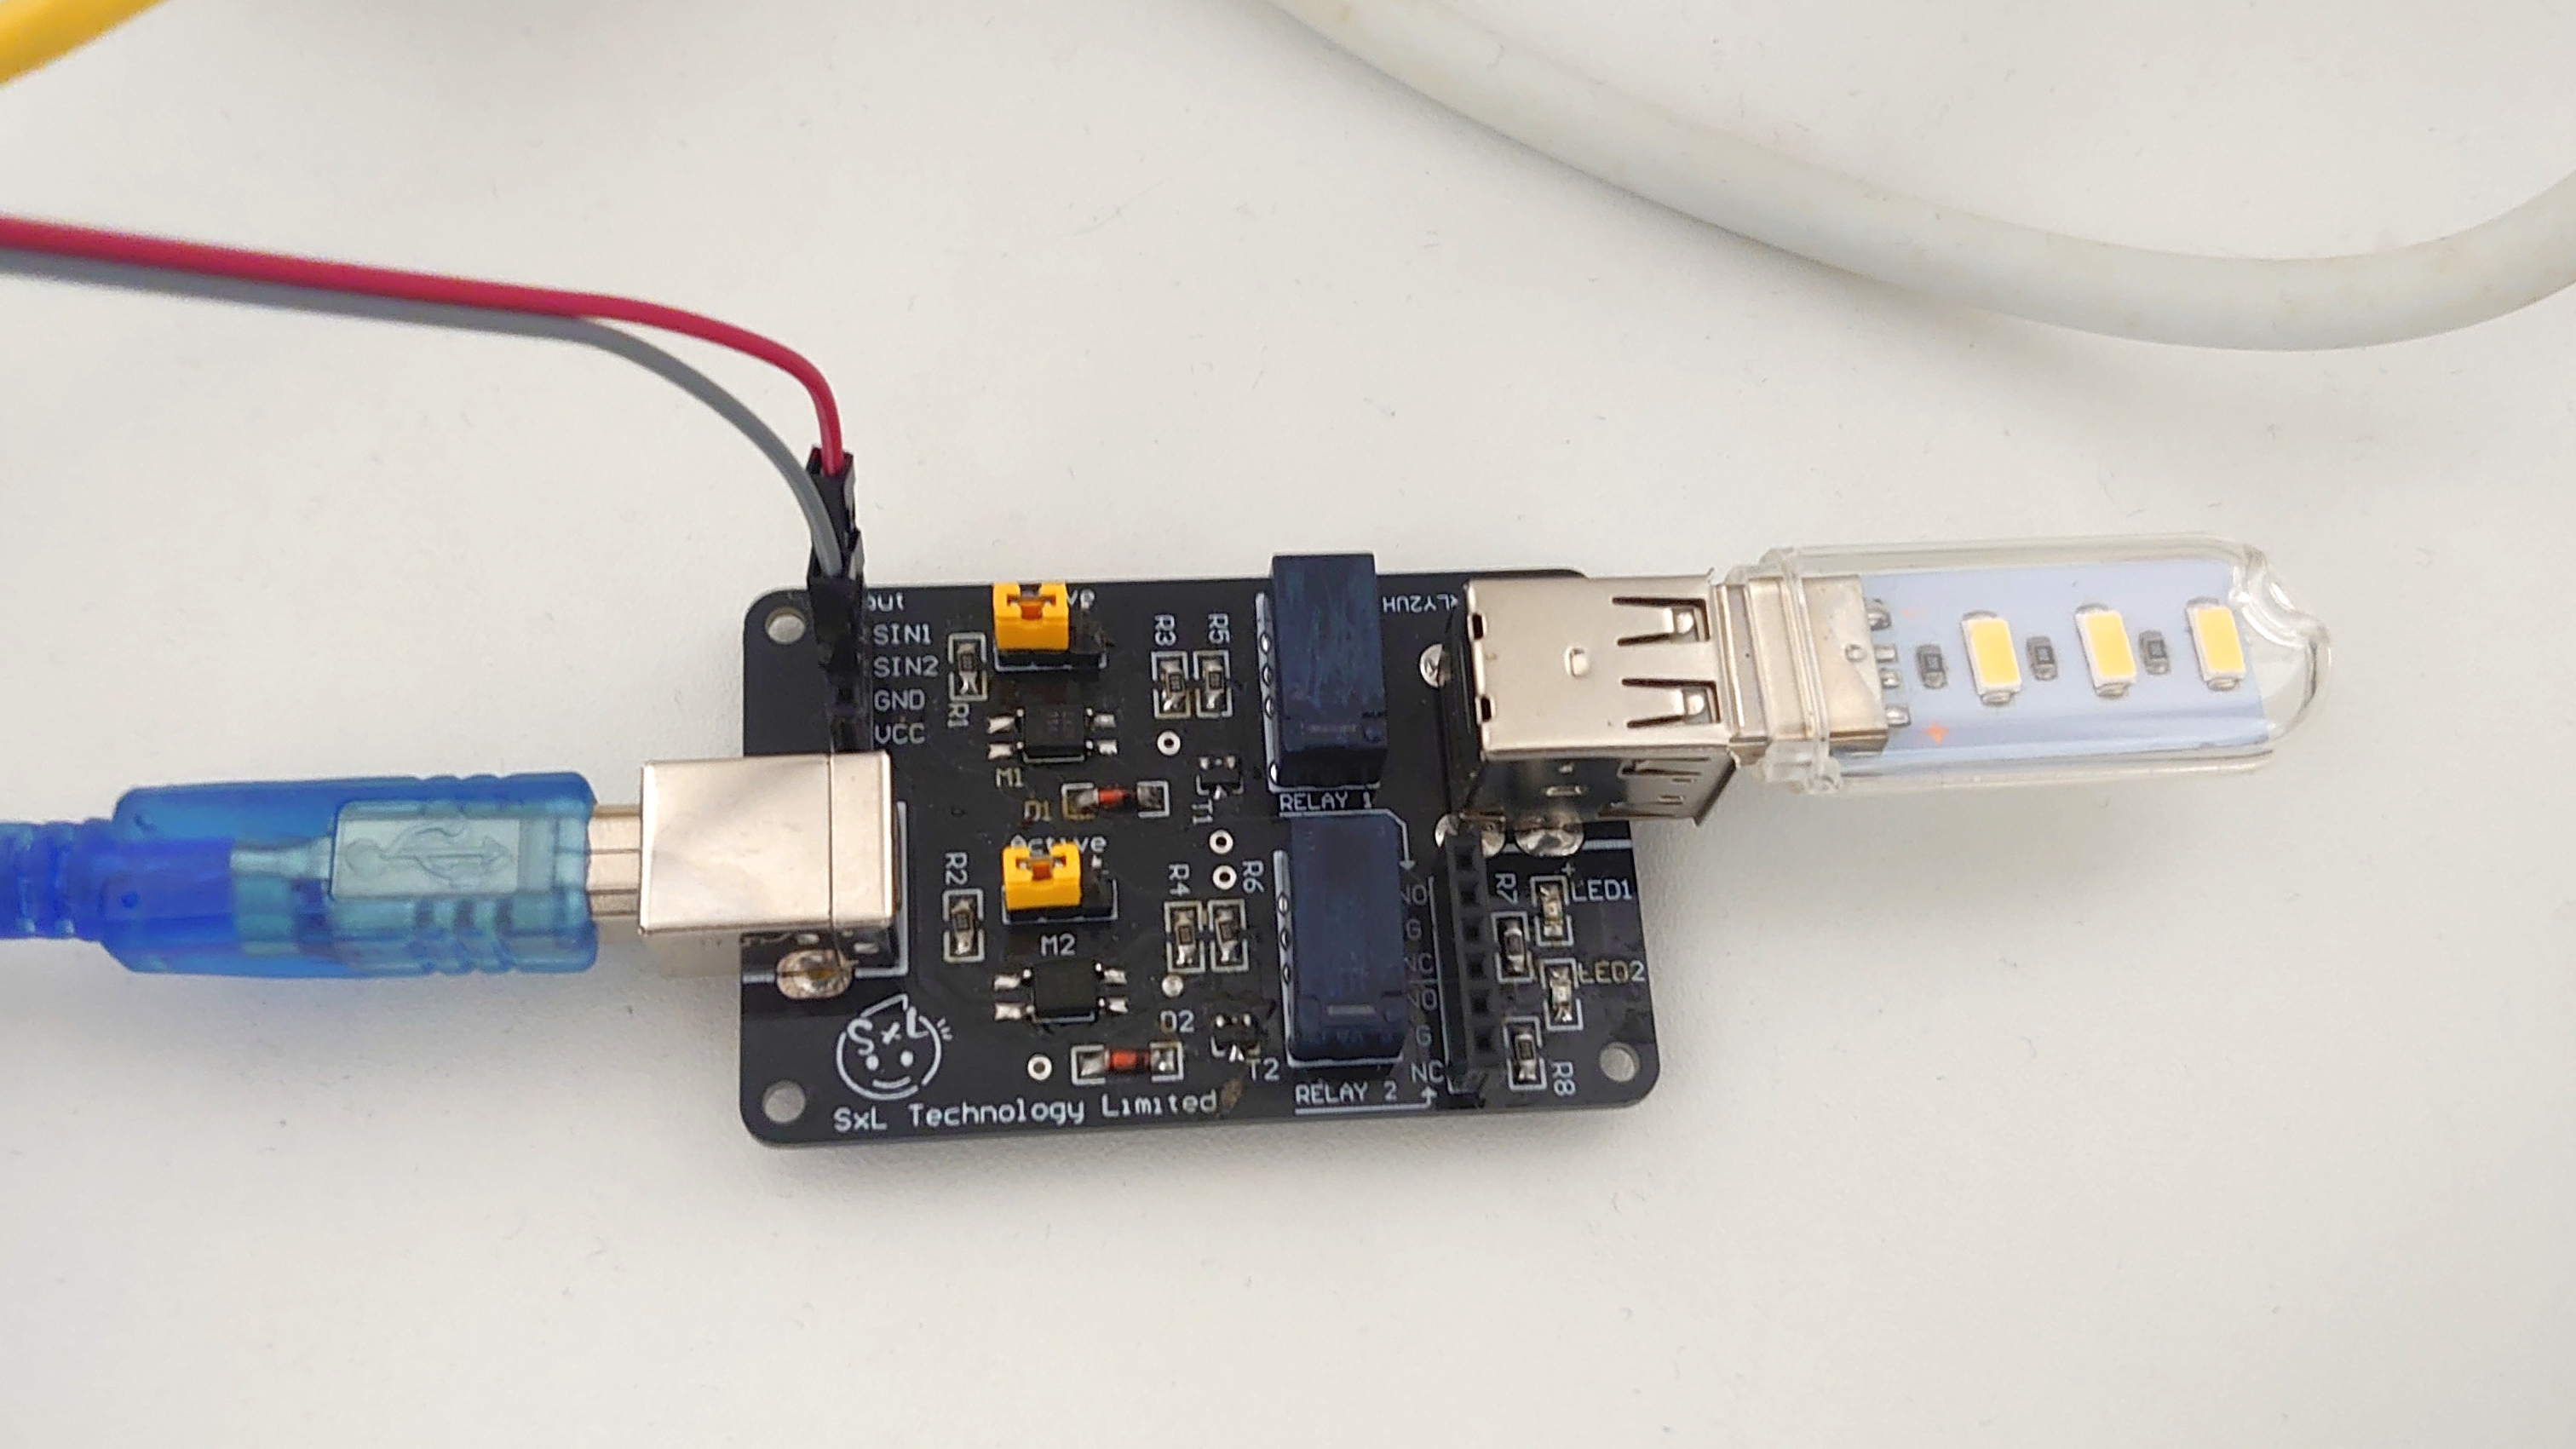 SIN1
SIN2
GND
VCC
R1
M1
D1
R3
R5
T1
RELAY 1
Active
R2
M2
R4
R6
D2
T2
RELAY 2
NO
G
NC
NO
G
NC
R7
LED1
LED2
R8
SxL
SxL Technology Limited